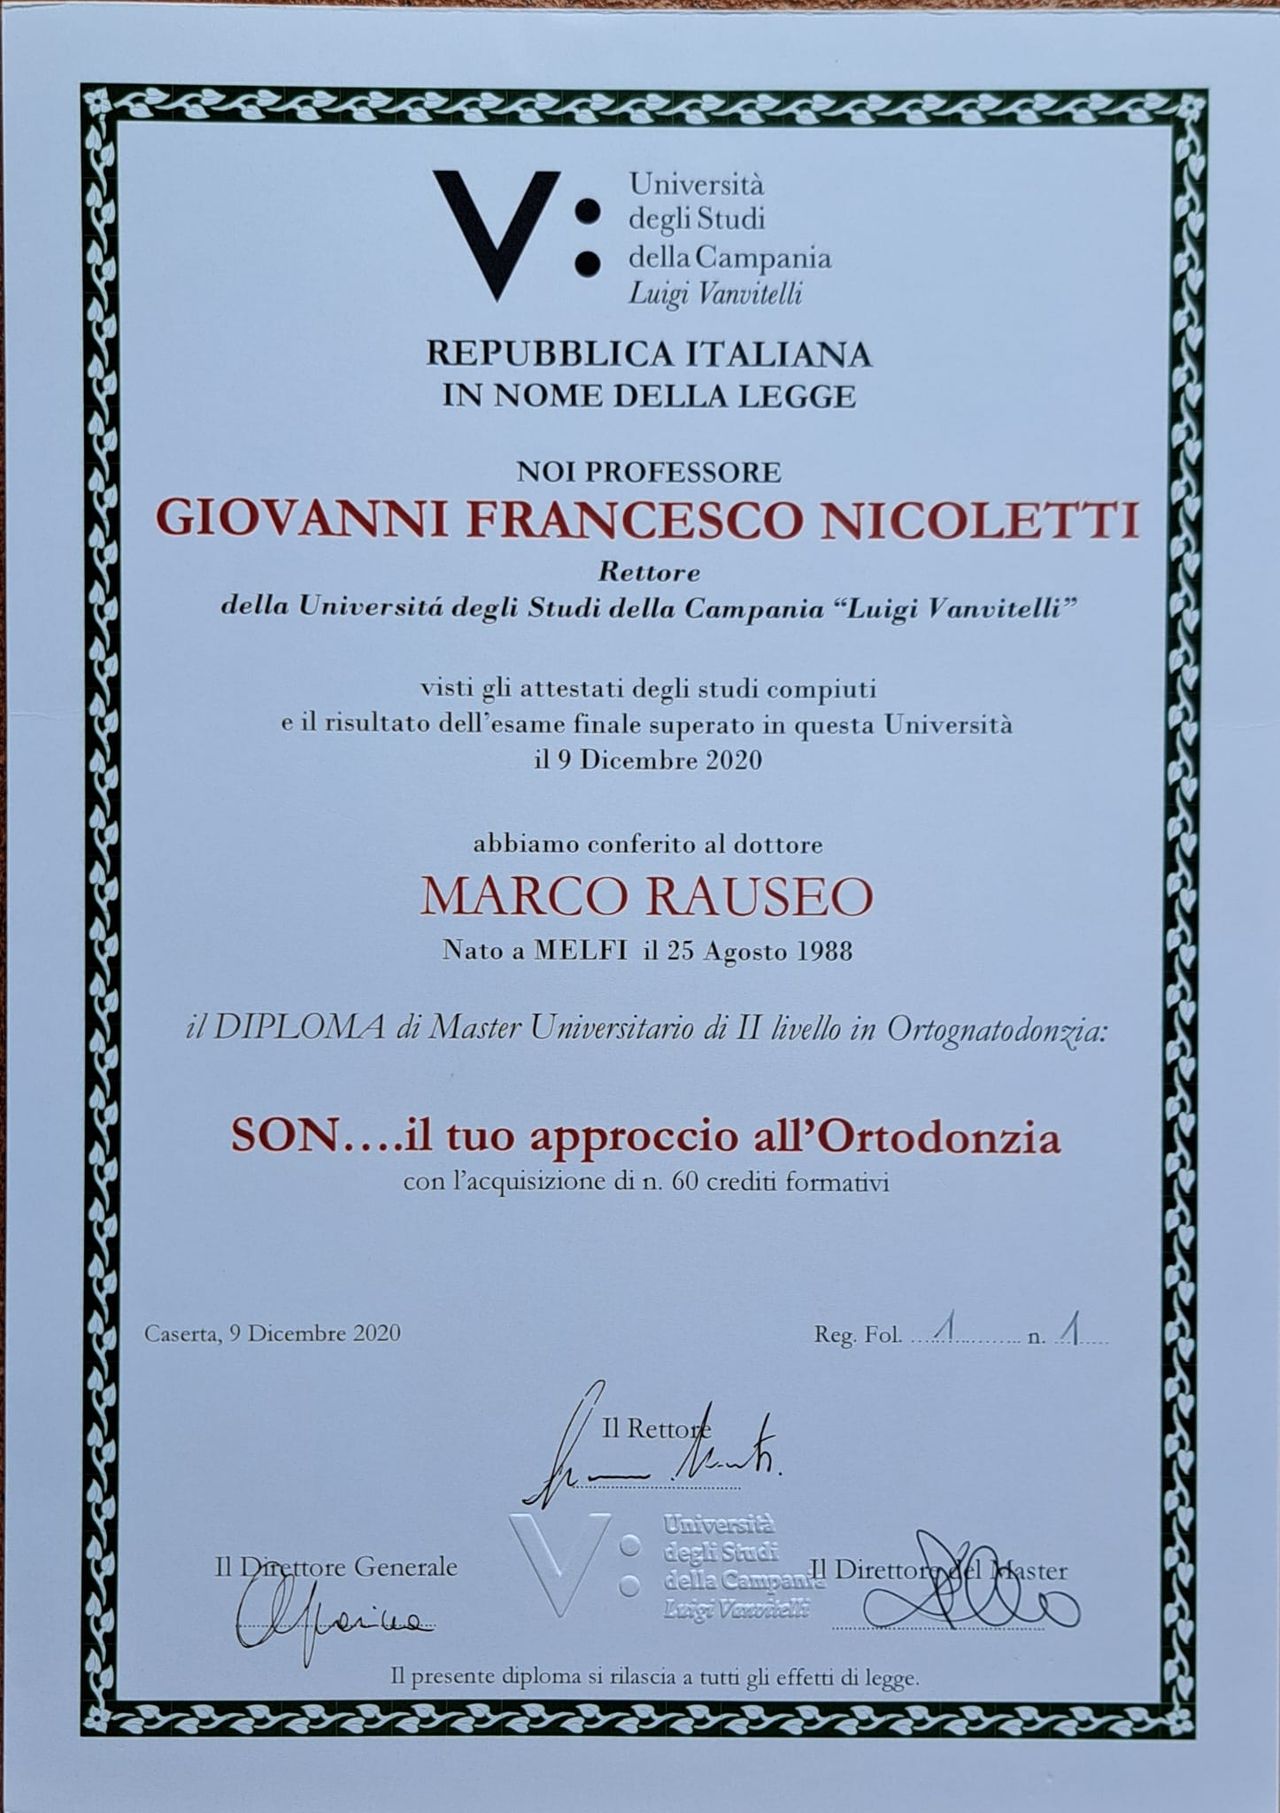 V:
Università
degli Studi
della Campania
Luigi Vanvitelli
REPUBBLICA ITALIANA
IN NOME DELLA LEGGE
NOI PROFESSORE
GIOVANNI FRANCESCO NICOLETTI
Rettore
della Universitá degli Studi della Campania “Luigi Vanvitelli”
visti gli attestati degli studi compiuti
e il risultato dell’esame finale superato in questa Università
il 9 Dicembre 2020
abbiamo conferito al dottore
MARCO RAUSEO
Nato a MELFI il 25 Agosto 1988
il DIPLOMA di Master Universitario di II livello in Ortognatodonzia:
SON....il tuo approccio all’Ortodonzia
con l’acquisizione di n. 60 crediti formativi
Caserta, 9 Dicembre 2020
Reg. Fol. 1 n. 1
Il Rettore
V:
Università
degli Studi
della Campania
Luigi Vanvitelli
Il Direttore Generale
Il Direttore del Master
Il presente diploma si rilascia a tutti gli effetti di legge.